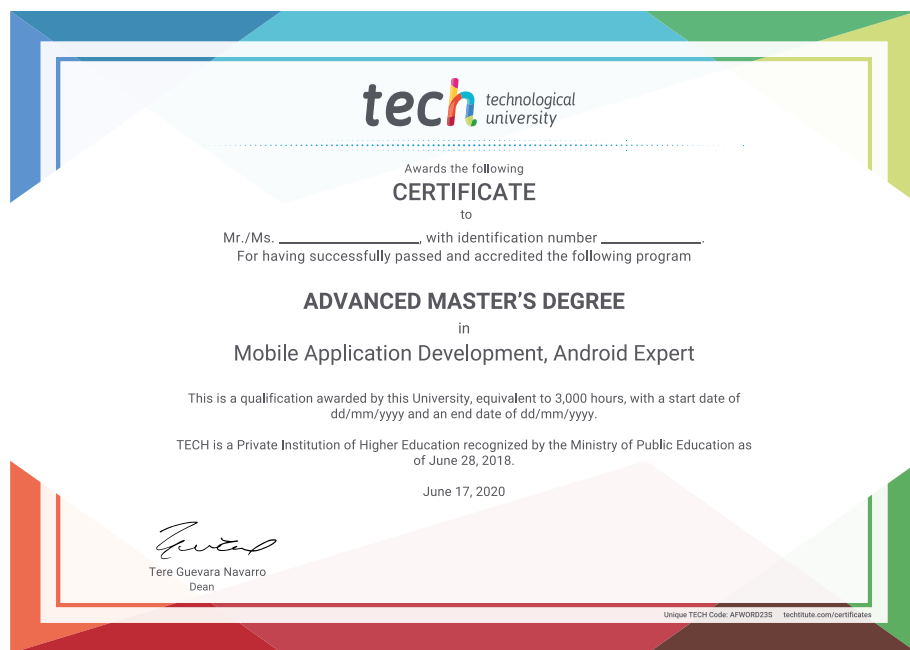 tech technological
university
Awards the following
CERTIFICATE
to
Mr./Ms. ____________________, with identification number ______________.
For having successfully passed and accredited the following program
ADVANCED MASTER’S DEGREE
in
Mobile Application Development, Android Expert
This is a qualification awarded by this University, equivalent to 3,000 hours, with a start date of
dd/mm/yyyy and an end date of dd/mm/yyyy.
TECH is a Private Institution of Higher Education recognized by the Ministry of Public Education as
of June 28, 2018.
June 17, 2020
Tere Guevara Navarro
Dean
Unique TECH Code: AFWORD23S techtitute.com/certificates